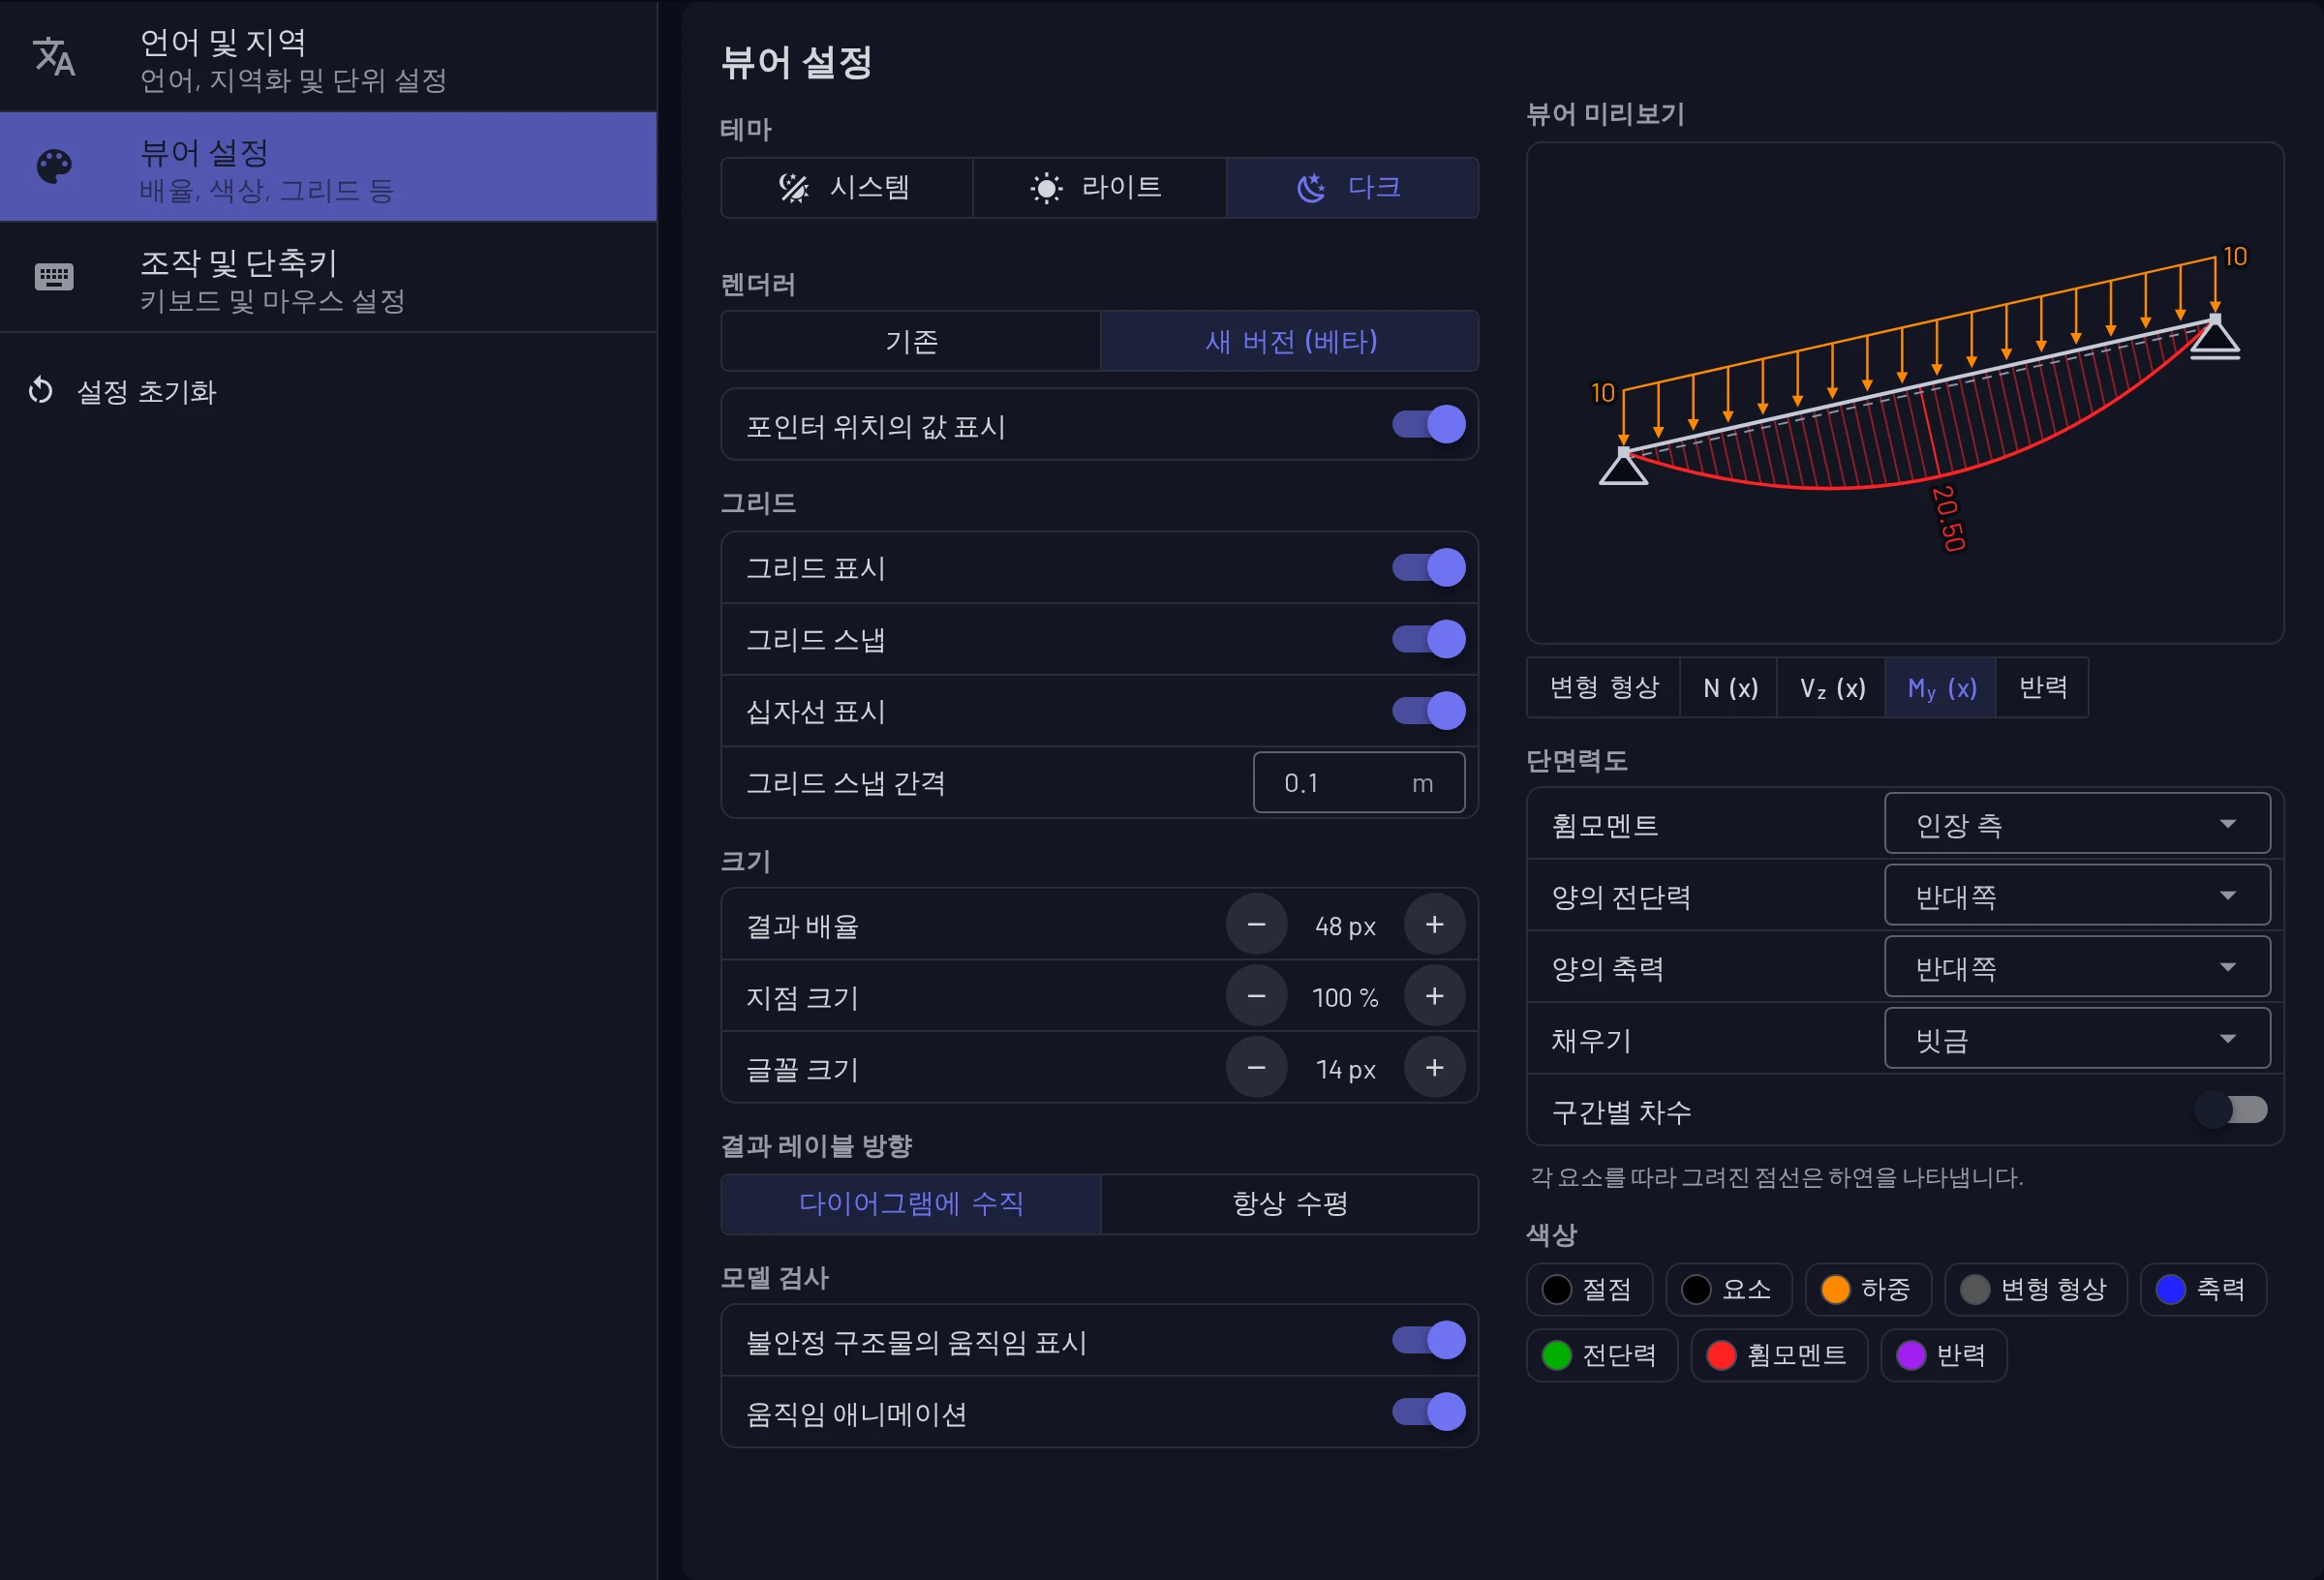 언어 및 지역
언어, 지역화 및 단위 설정
뷰어 설정
배율, 색상, 그리드 등
조작 및 단축키
키보드 및 마우스 설정
설정 초기화
뷰어 설정
테마
시스템
라이트
다크
렌더러
기존
새 버전 (베타)
포인터 위치의 값 표시
그리드
그리드 표시
그리드 스냅
십자선 표시
그리드 스냅 간격
0.1 m
크기
결과 배율
− 48 px +
지점 크기
− 100 % +
글꼴 크기
− 14 px +
결과 레이블 방향
다이어그램에 수직
항상 수평
모델 검사
불안정 구조물의 움직임 표시
움직임 애니메이션
뷰어 미리보기
10
10
20.50
변형 형상
N (x)
Vz (x)
My (x)
반력
단면력도
휨모멘트
인장 측
양의 전단력
반대쪽
양의 축력
반대쪽
채우기
빗금
구간별 차수
각 요소를 따라 그려진 점선은 하연을 나타냅니다.
색상
절점
요소
하중
변형 형상
축력
전단력
휨모멘트
반력